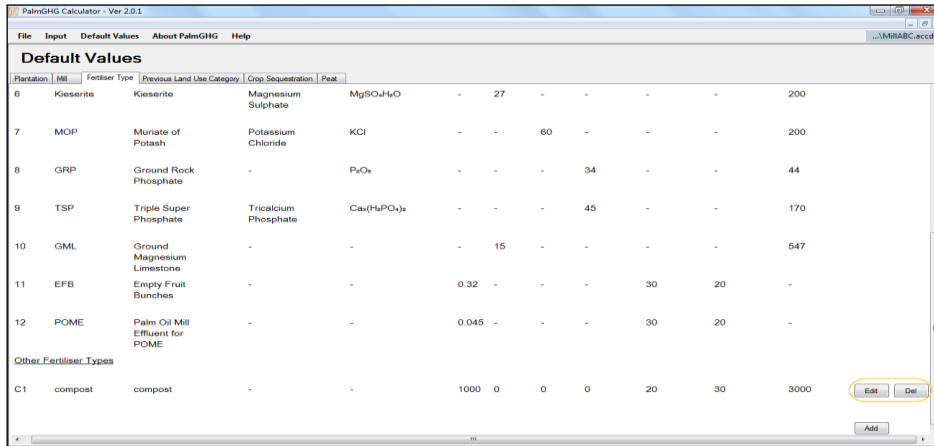 PalmGHG Calculator - Ver 2.0.1
File Input Default Values About PalmGHG Help ...\MillABC.accd
Default Values
Plantation Mill Fertiliser Type Previous Land Use Category Crop Sequestration Peat
6 Kieserite Kieserite Magnesium MgSO₄H₂O - 27 - - - - 200
Sulphate
7 MOP Muriate of Potassium KCl - - 60 - - - 200
Potash Chloride
8 GRP Ground Rock - P₂O₅ - - - 34 - - 44
Phosphate
9 TSP Triple Super Tricalcium Ca₃(H₂PO₄)₂ - - - 45 - - 170
Phosphate Phosphate
10 GML Ground - - - 15 - - - - 547
Magnesium
Limestone
11 EFB Empty Fruit - - 0.32 - - - 30 20 -
Bunches
12 POME Palm Oil Mill - - 0.045 - - - 30 20 -
Effluent for
POME
Other Fertiliser Types
C1 compost compost - - 1000 0 0 0 20 30 3000 Edit Del
Add